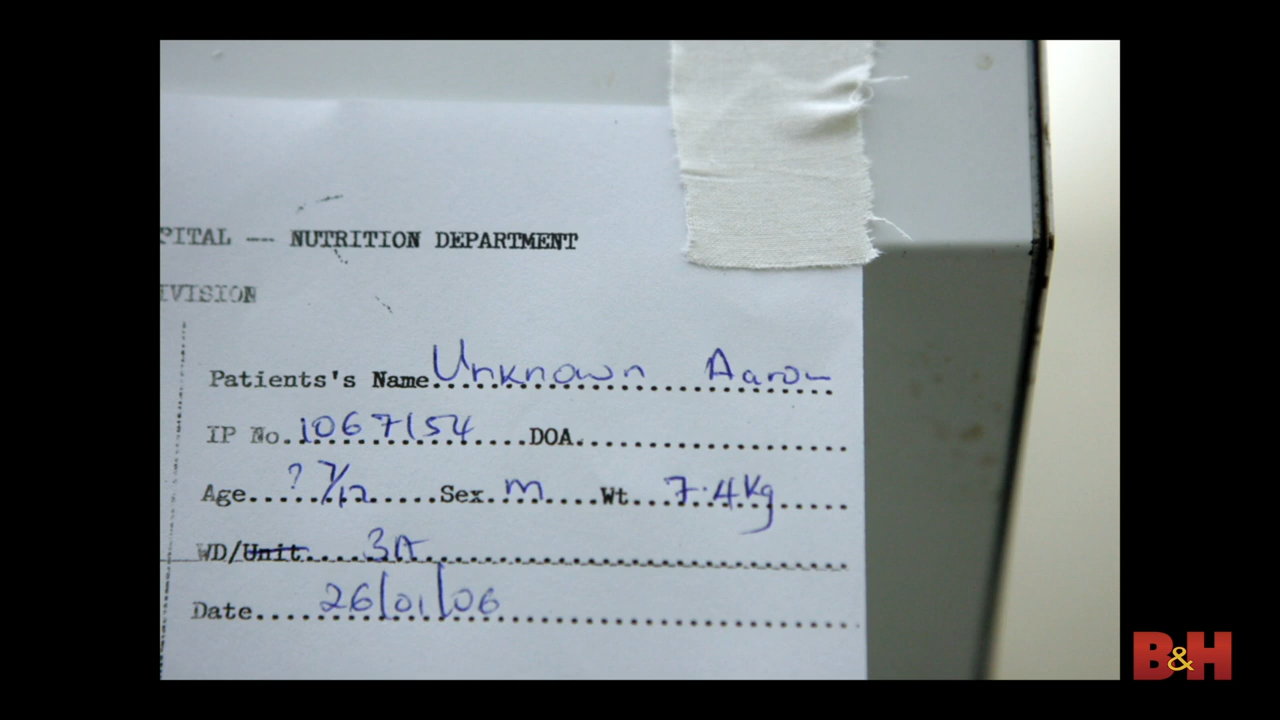 PITAL -- NUTRITION DEPARTMENT
IVISION
Patients's Name Unknown Aaron
IP No. 1067154 DOA
Age ? 7/12 Sex m Wt 7.4Kg
WD/Unit 3A
Date 26/01/06
B&H